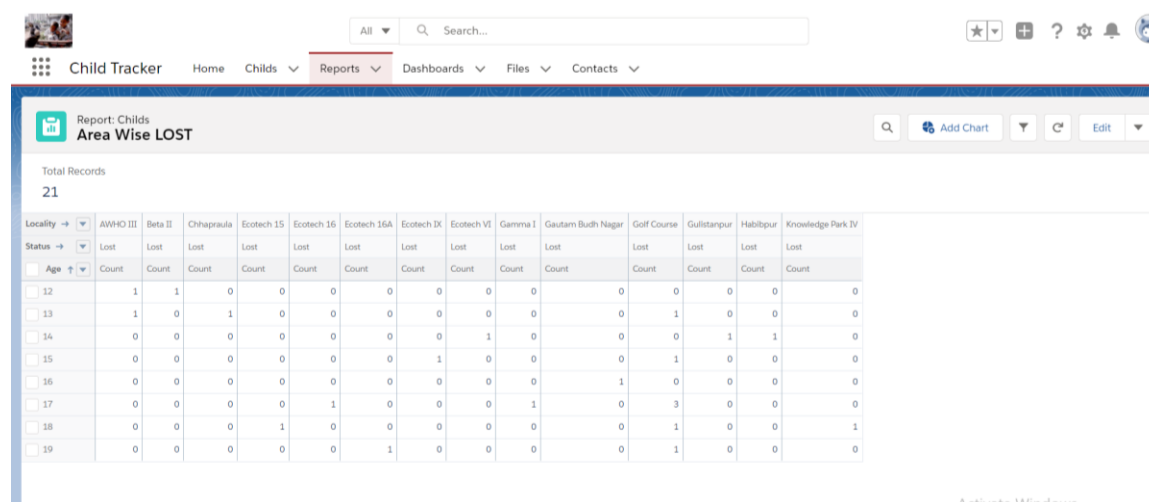 All Search...
Child Tracker Home Childs Reports Dashboards Files Contacts
Report: Childs
Area Wise LOST
Add Chart Edit
Total Records
21
Locality → AWHO III Beta II Chhapraula Ecotech 15 Ecotech 16 Ecotech 16A Ecotech IX Ecotech VI Gamma I Gautam Budh Nagar Golf Course Gulistanpur Habibpur Knowledge Park IV
Status → Lost Lost Lost Lost Lost Lost Lost Lost Lost Lost Lost Lost Lost Lost
Age ↑ Count Count Count Count Count Count Count Count Count Count Count Count Count Count
12 1 1 0 0 0 0 0 0 0 0 0 0 0 0
13 1 0 1 0 0 0 0 0 0 0 1 0 0 0
14 0 0 0 0 0 0 0 1 0 0 0 1 1 0
15 0 0 0 0 0 0 1 0 0 0 1 0 0 0
16 0 0 0 0 0 0 0 0 0 1 0 0 0 0
17 0 0 0 0 1 0 0 0 1 0 3 0 0 0
18 0 0 0 1 0 0 0 0 0 0 1 0 0 1
19 0 0 0 0 0 1 0 0 0 0 1 0 0 0
Activate Windows